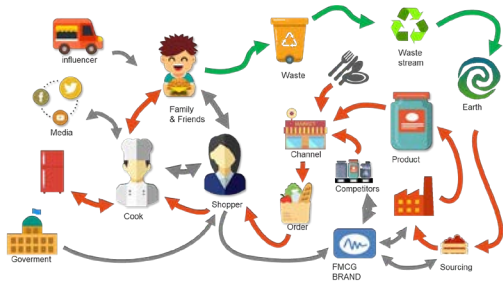 influencer
Media
Family
& Friends
Waste
Waste
stream
Earth
Channel
Product
Competitors
Cook
Shopper
Order
Goverment
FMCG
BRAND
Sourcing